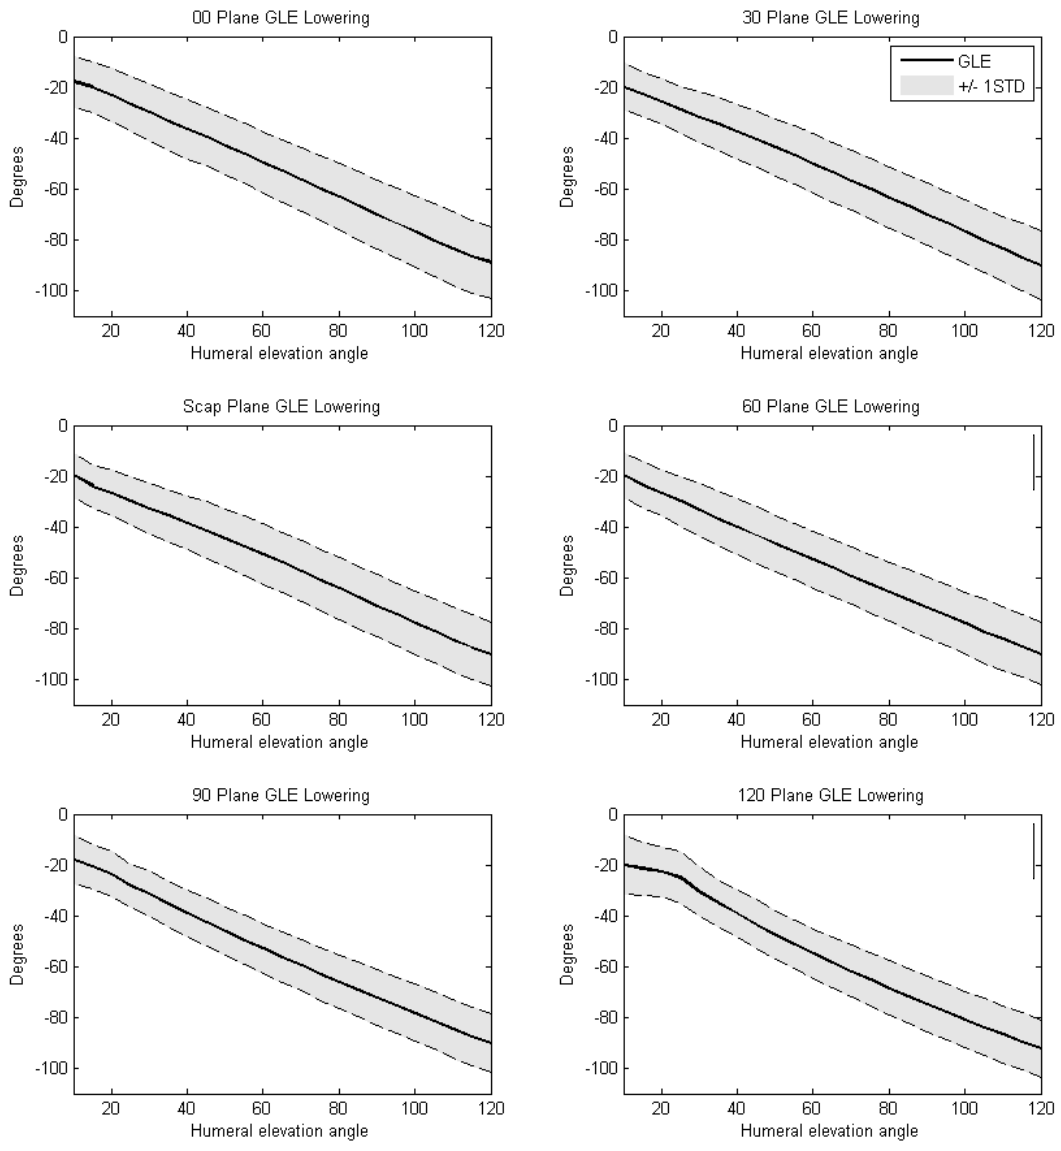 00 Plane GLE Lowering
0
-20
-40
-60
-80
-100
Degrees
20 40 60 80 100 120
Humeral elevation angle
30 Plane GLE Lowering
GLE
+/- 1STD
0
-20
-40
-60
-80
-100
Degrees
20 40 60 80 100 120
Humeral elevation angle
Scap Plane GLE Lowering
0
-20
-40
-60
-80
-100
Degrees
20 40 60 80 100 120
Humeral elevation angle
60 Plane GLE Lowering
0
-20
-40
-60
-80
-100
Degrees
20 40 60 80 100 120
Humeral elevation angle
90 Plane GLE Lowering
0
-20
-40
-60
-80
-100
Degrees
20 40 60 80 100 120
Humeral elevation angle
120 Plane GLE Lowering
0
-20
-40
-60
-80
-100
Degrees
20 40 60 80 100 120
Humeral elevation angle